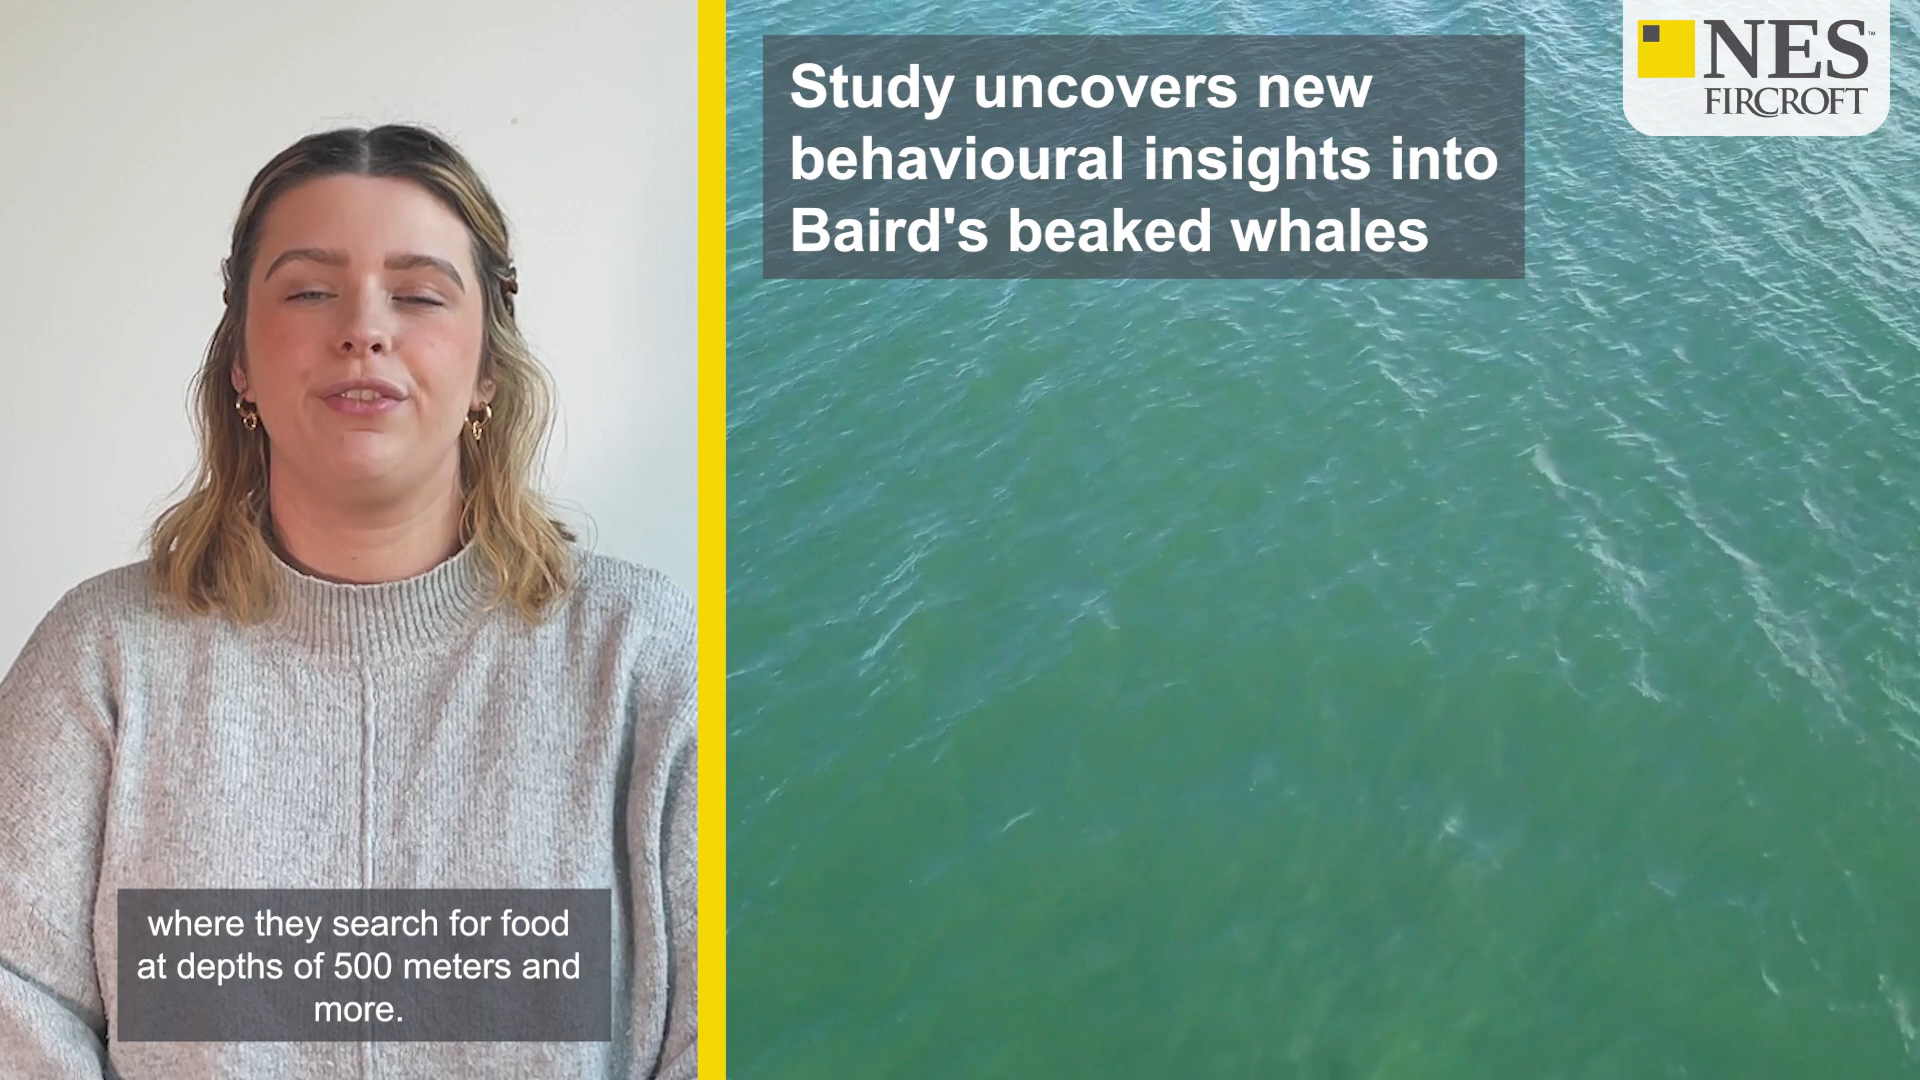 Study uncovers new
behavioural insights into
Baird's beaked whales
NES™
FIRCROFT
where they search for food
at depths of 500 meters and
more.